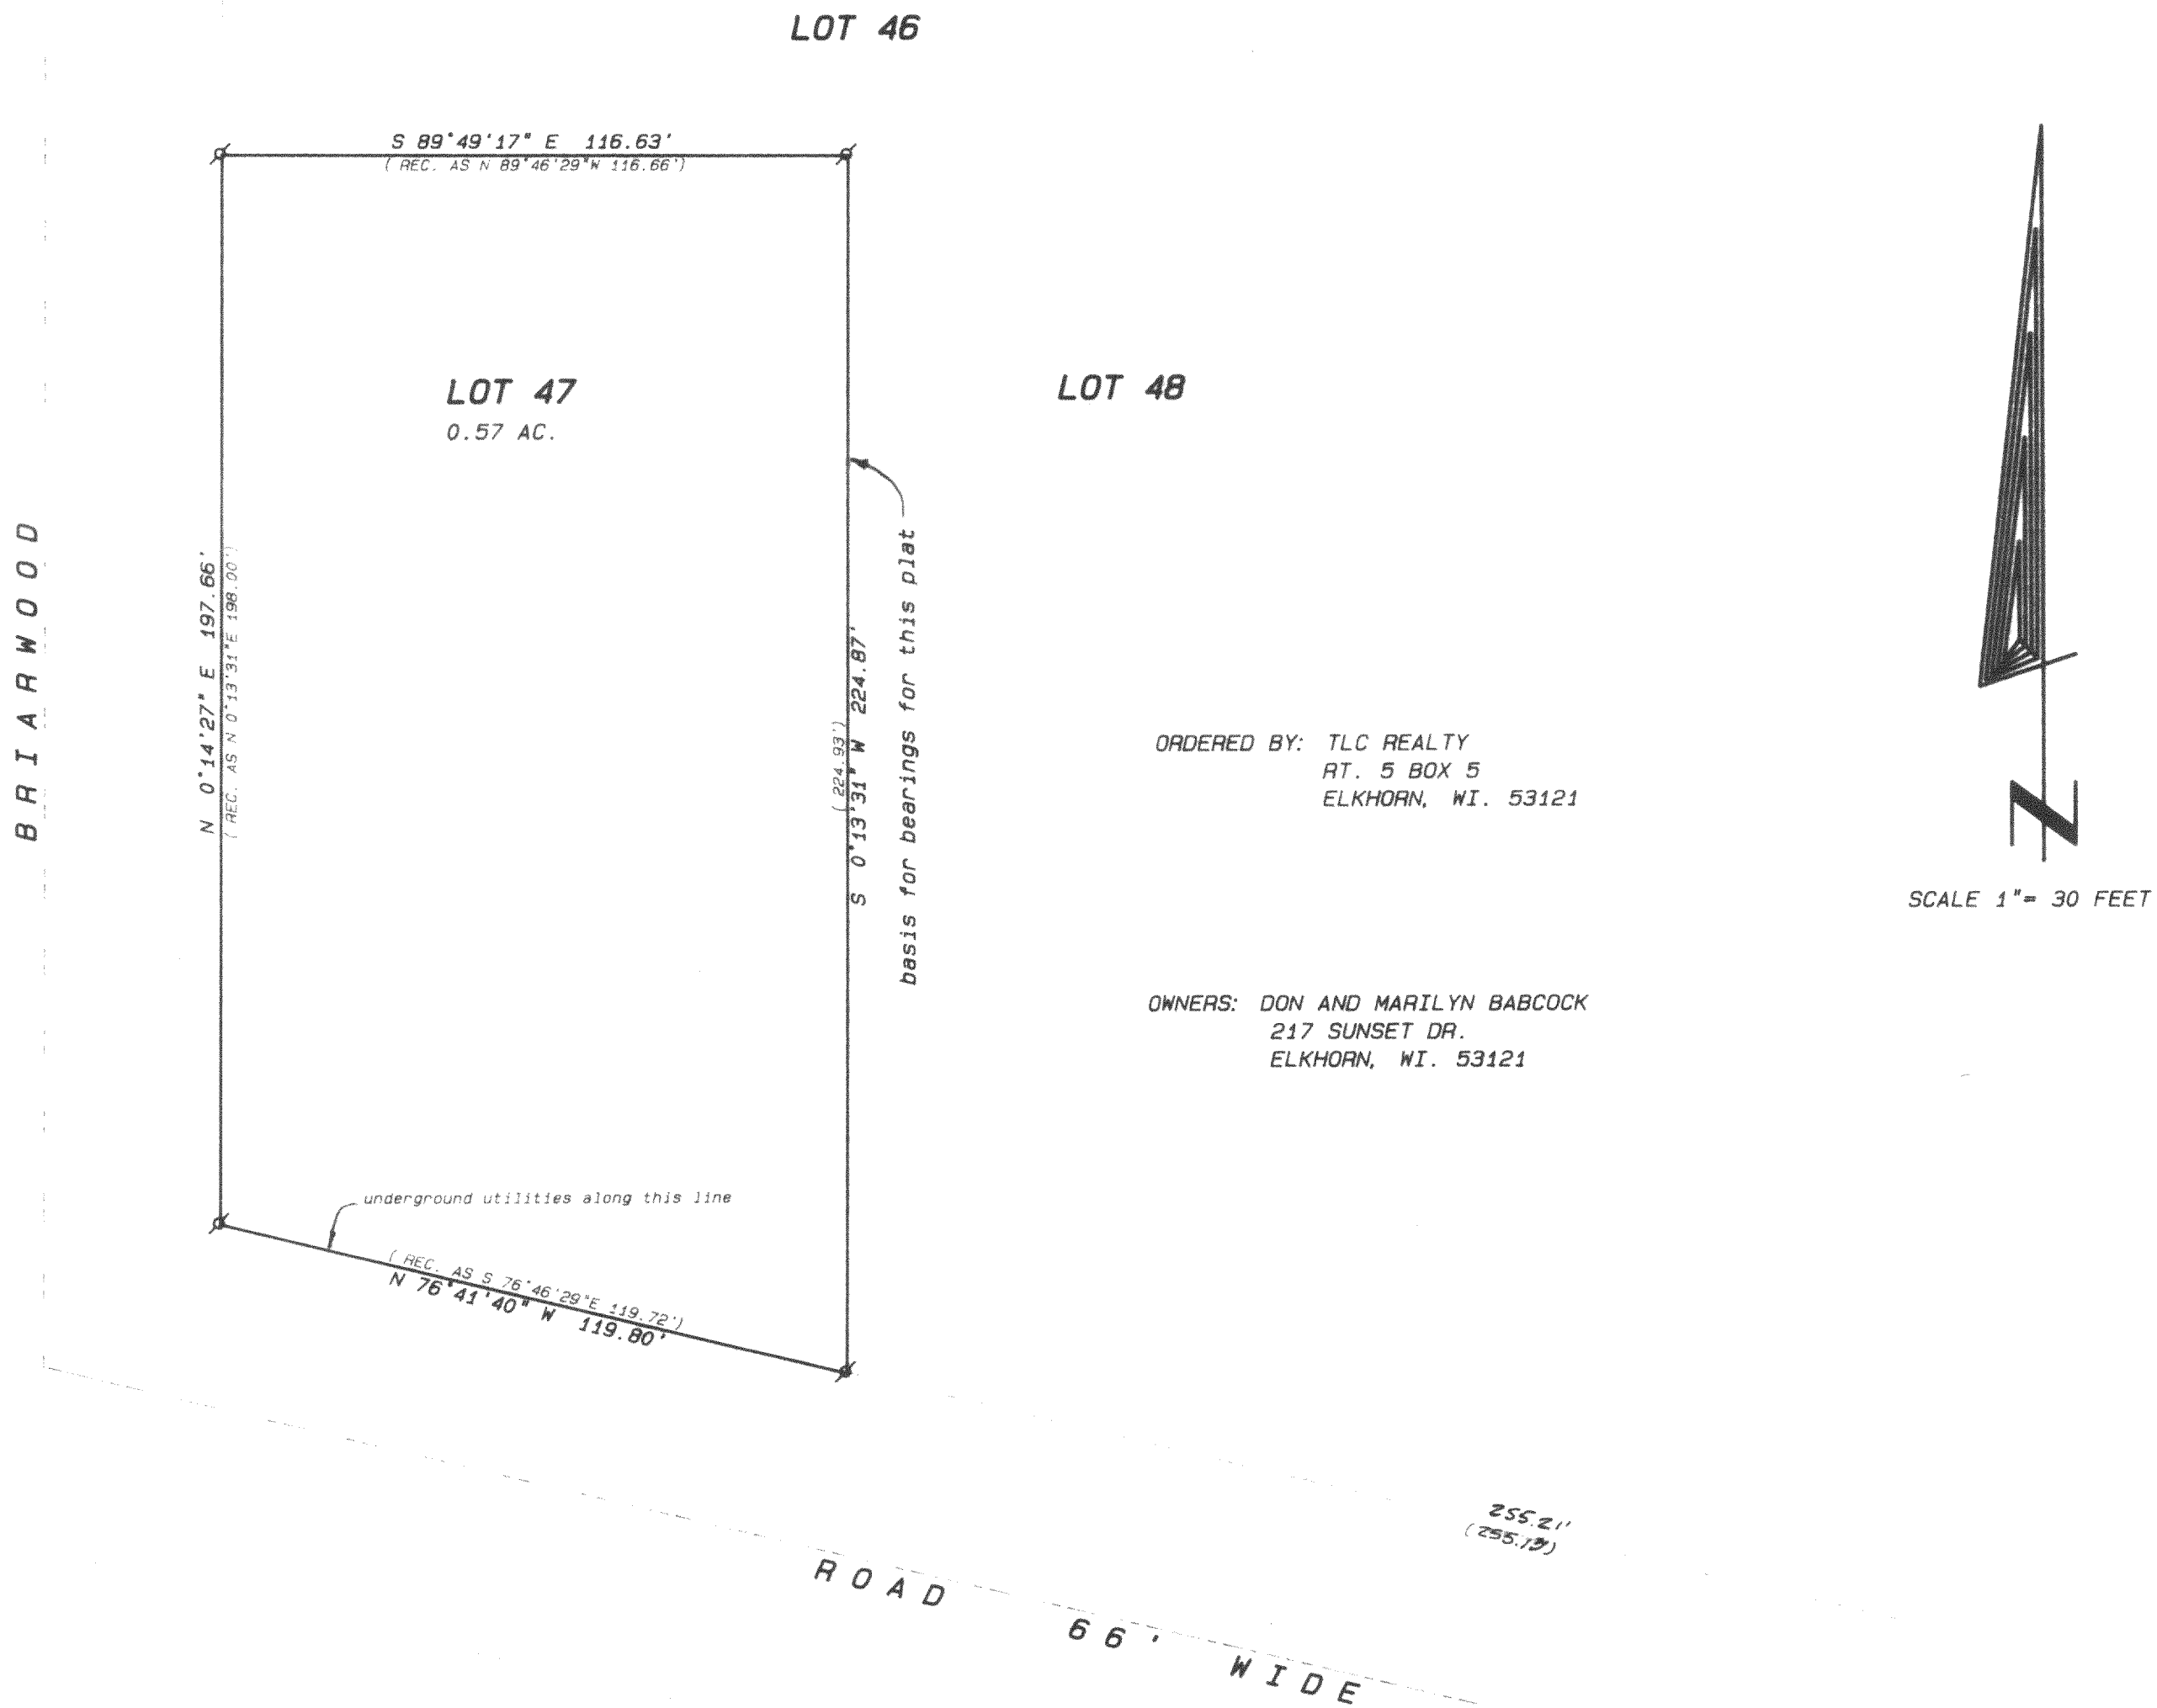 LOT 46
S 89°49'17" E 116.63'
( REC. AS N 89°46'29"W 116.66')
LOT 47
0.57 AC.
LOT 48
BRIARWOOD
N 0°14'27" E 197.66'
( REC. AS N 0°13'31"E 198.00')
( 224.93')
S 0°13'31" W 224.87'
basis for bearings for this plat
ORDERED BY: TLC REALTY
RT. 5 BOX 5
ELKHORN, WI. 53121
N
SCALE 1"= 30 FEET
OWNERS: DON AND MARILYN BABCOCK
217 SUNSET DR.
ELKHORN, WI. 53121
underground utilities along this line
( REC. AS S 76°46'29"E 119.72')
N 76°41'40" W 119.80'
255.21'
(255.13')
ROAD 66' WIDE